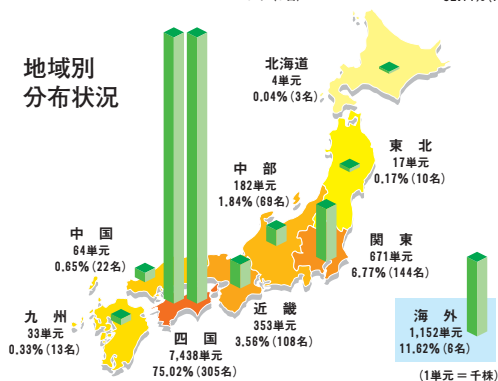 地域別
分布状況
北海道
4単元
0.04%(3名)
東 北
17単元
0.17%(10名)
中 部
182単元
1.84%(69名)
関 東
671単元
6.77%(144名)
中 国
64単元
0.65%(22名)
近 畿
353単元
3.56%(108名)
九 州
33単元
0.33%(13名)
四 国
7,438単元
75.02%(305名)
海 外
1,152単元
11.62%(6名)
(1単元=千株)